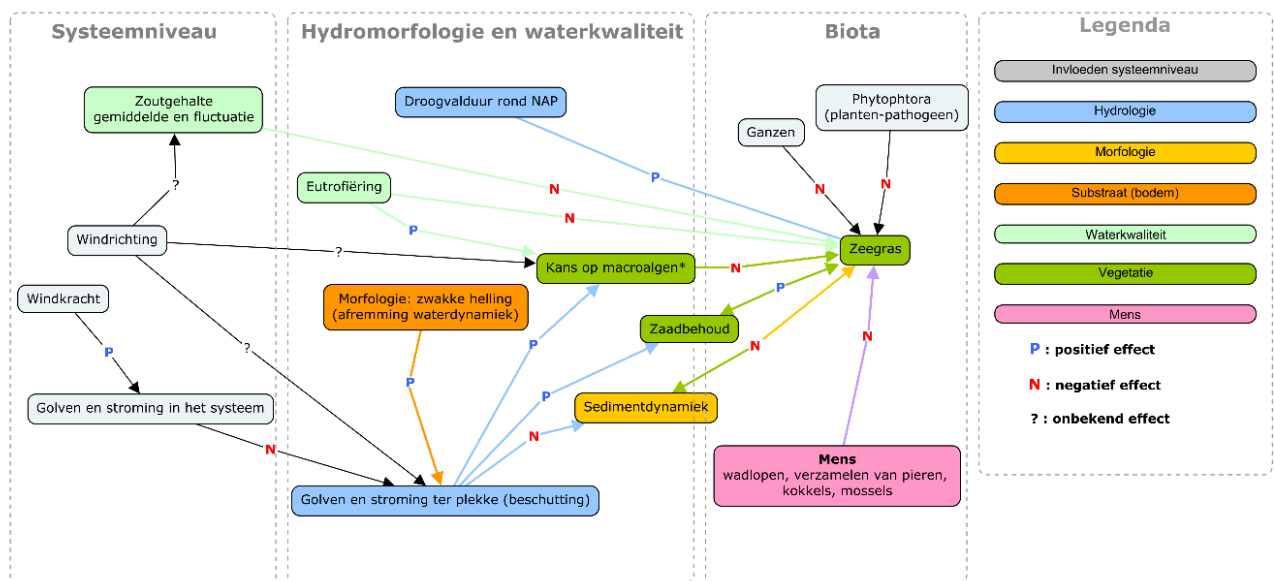 Systeemniveau
Zoutgehalte
gemiddelde en fluctuatie
?
Windrichting
?
?
Windkracht
P
Golven en stroming in het systeem
N
Hydromorfologie en waterkwaliteit
Droogvalduur rond NAP
P
Eutrofiëring
N
N
P
Kans op macroalgen*
N
Morfologie: zwakke helling
(afremming waterdynamiek)
P
P
P
N
Zaadbehoud
P
Sedimentdynamiek
N
Golven en stroming ter plekke (beschutting)
Biota
Phytophtora
(planten-pathogeen)
Ganzen
N
N
Zeegras
N
Mens
wadlopen, verzamelen van pieren,
kokkels, mossels
Legenda
Invloeden systeemniveau
Hydrologie
Morfologie
Substraat (bodem)
Waterkwaliteit
Vegetatie
Mens
P : positief effect
N : negatief effect
? : onbekend effect